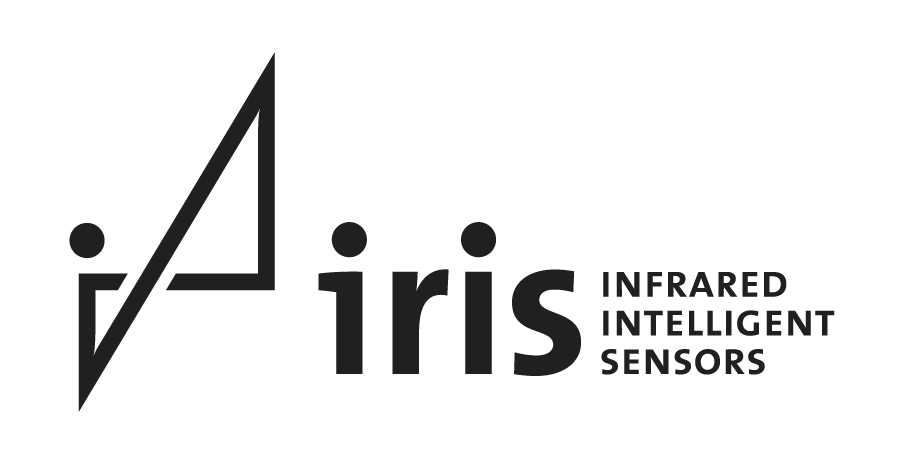 iris
INFRARED
INTELLIGENT
SENSORS